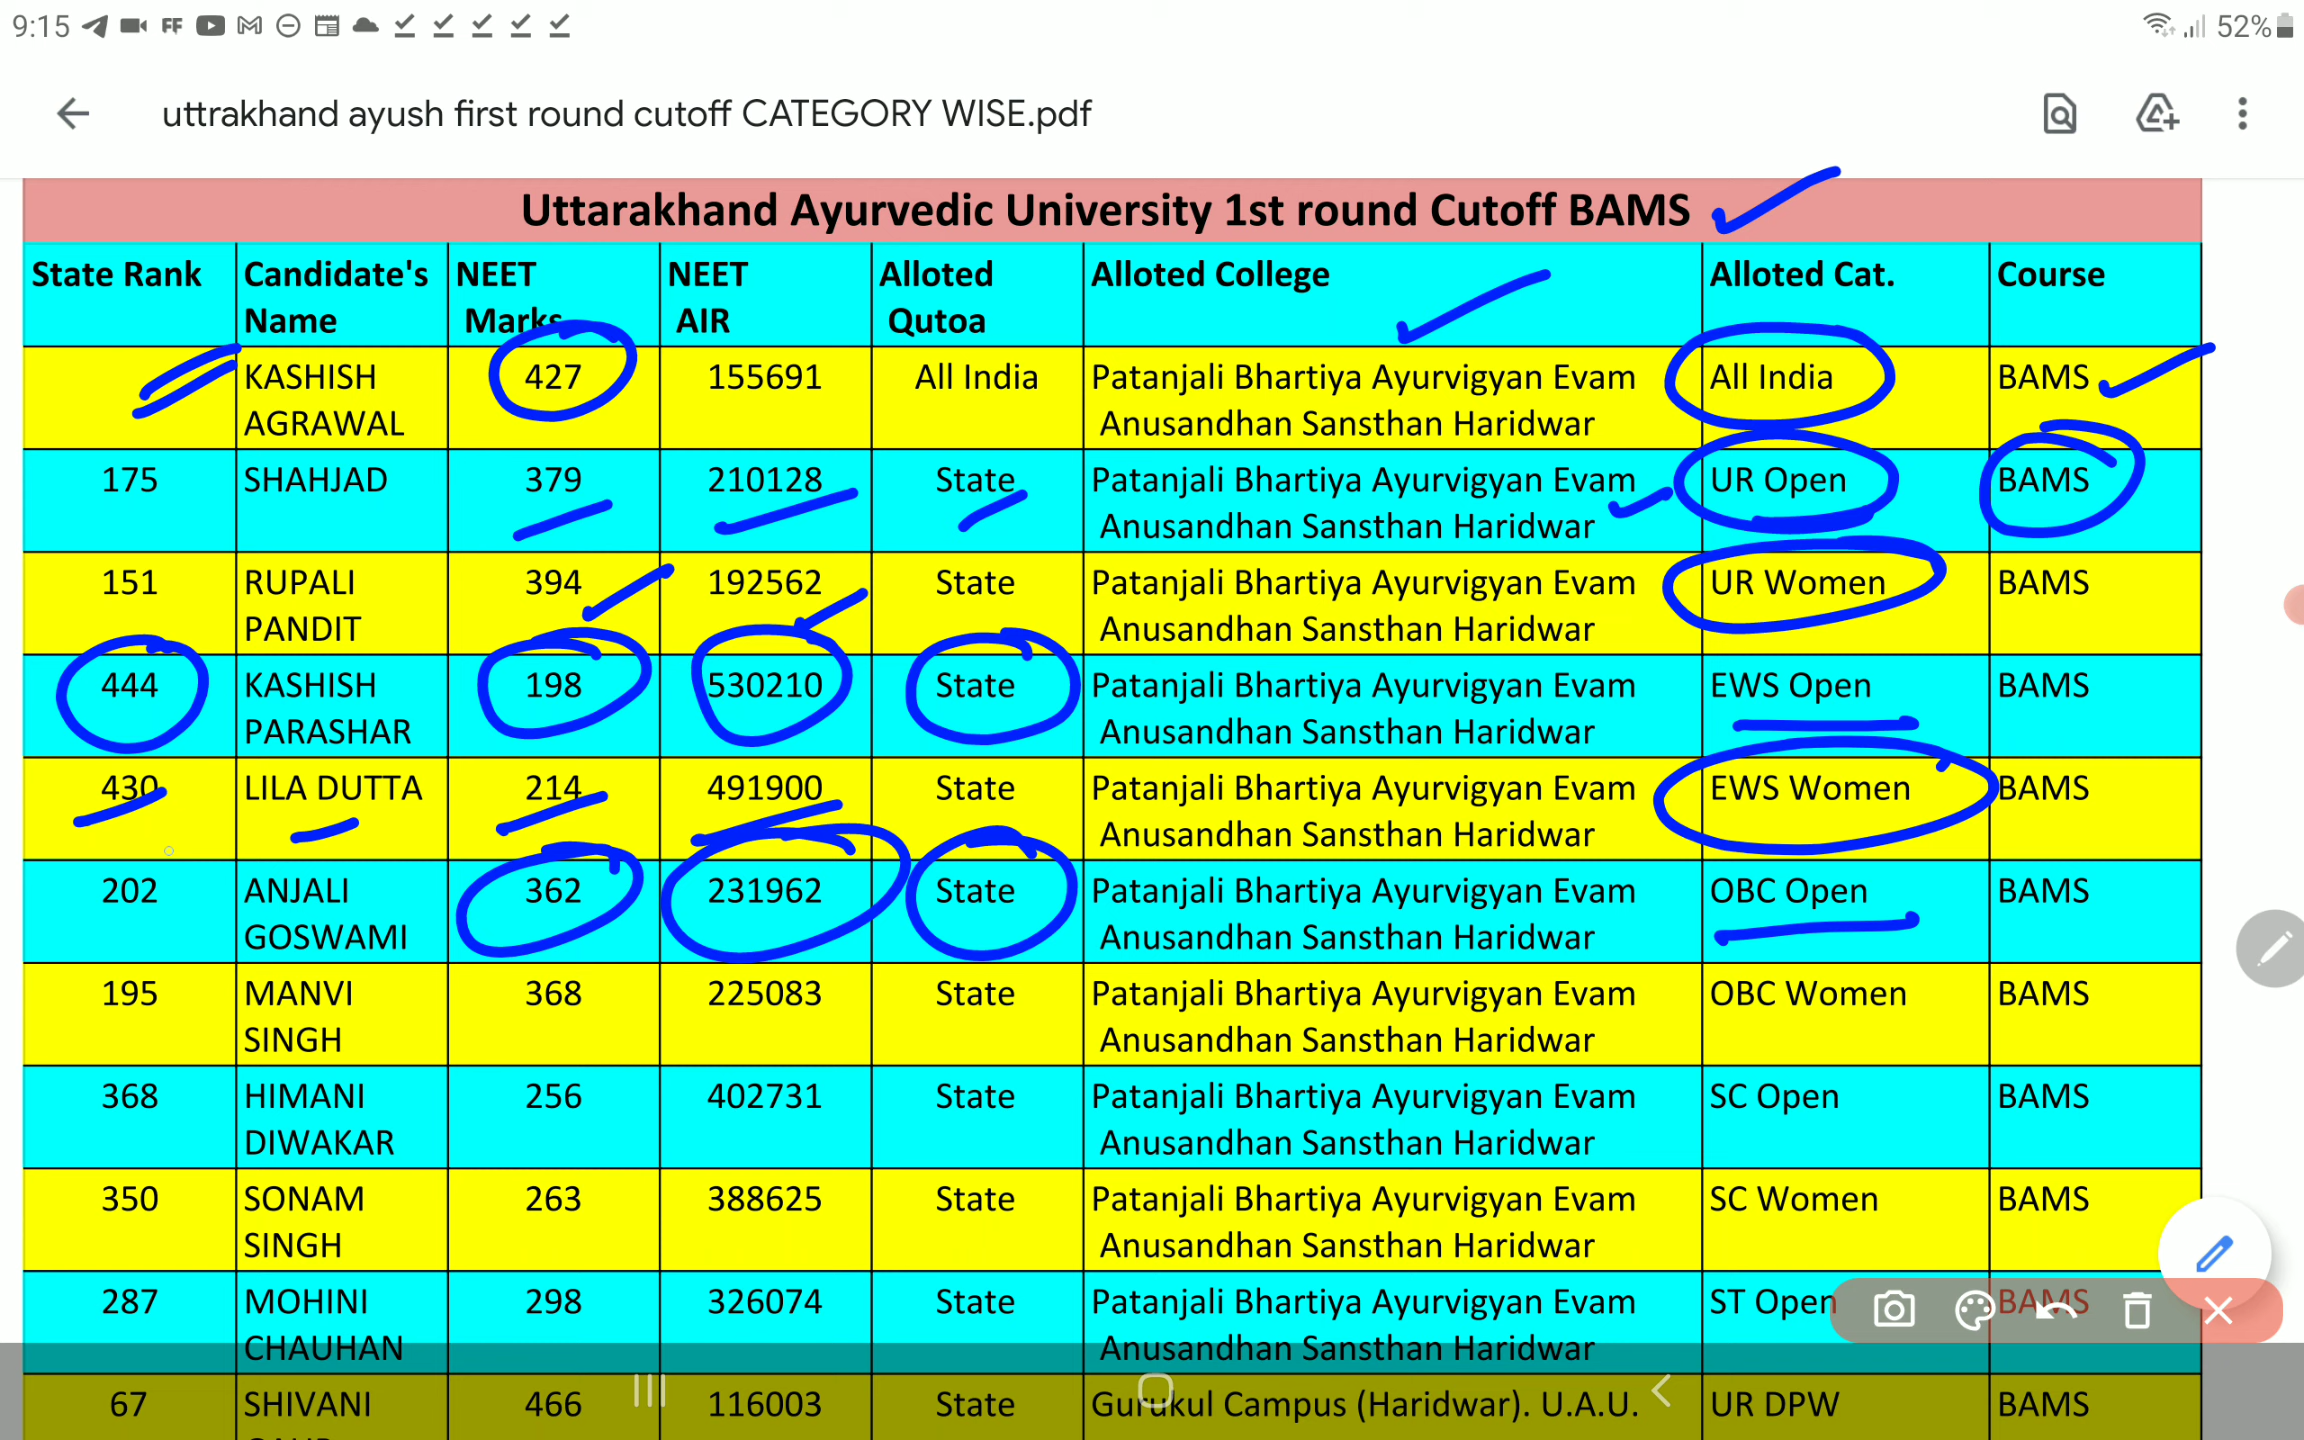 9:15 52%
uttrakhand ayush first round cutoff CATEGORY WISE.pdf
Uttarakhand Ayurvedic University 1st round Cutoff BAMS
State Rank Candidate's NEET NEET Alloted Alloted College Alloted Cat. Course
Name Marks AIR Qutoa
KASHISH 427 155691 All India Patanjali Bhartiya Ayurvigyan Evam All India BAMS
AGRAWAL Anusandhan Sansthan Haridwar
175 SHAHJAD 379 210128 State Patanjali Bhartiya Ayurvigyan Evam UR Open BAMS
Anusandhan Sansthan Haridwar
151 RUPALI 394 192562 State Patanjali Bhartiya Ayurvigyan Evam UR Women BAMS
PANDIT Anusandhan Sansthan Haridwar
444 KASHISH 198 530210 State Patanjali Bhartiya Ayurvigyan Evam EWS Open BAMS
PARASHAR Anusandhan Sansthan Haridwar
430 LILA DUTTA 214 491900 State Patanjali Bhartiya Ayurvigyan Evam EWS Women BAMS
Anusandhan Sansthan Haridwar
202 ANJALI 362 231962 State Patanjali Bhartiya Ayurvigyan Evam OBC Open BAMS
GOSWAMI Anusandhan Sansthan Haridwar
195 MANVI 368 225083 State Patanjali Bhartiya Ayurvigyan Evam OBC Women BAMS
SINGH Anusandhan Sansthan Haridwar
368 HIMANI 256 402731 State Patanjali Bhartiya Ayurvigyan Evam SC Open BAMS
DIWAKAR Anusandhan Sansthan Haridwar
350 SONAM 263 388625 State Patanjali Bhartiya Ayurvigyan Evam SC Women BAMS
SINGH Anusandhan Sansthan Haridwar
287 MOHINI 298 326074 State Patanjali Bhartiya Ayurvigyan Evam ST Open BAMS
CHAUHAN Anusandhan Sansthan Haridwar
67 SHIVANI 466 116003 State Gurukul Campus (Haridwar). U.A.U. UR DPW BAMS